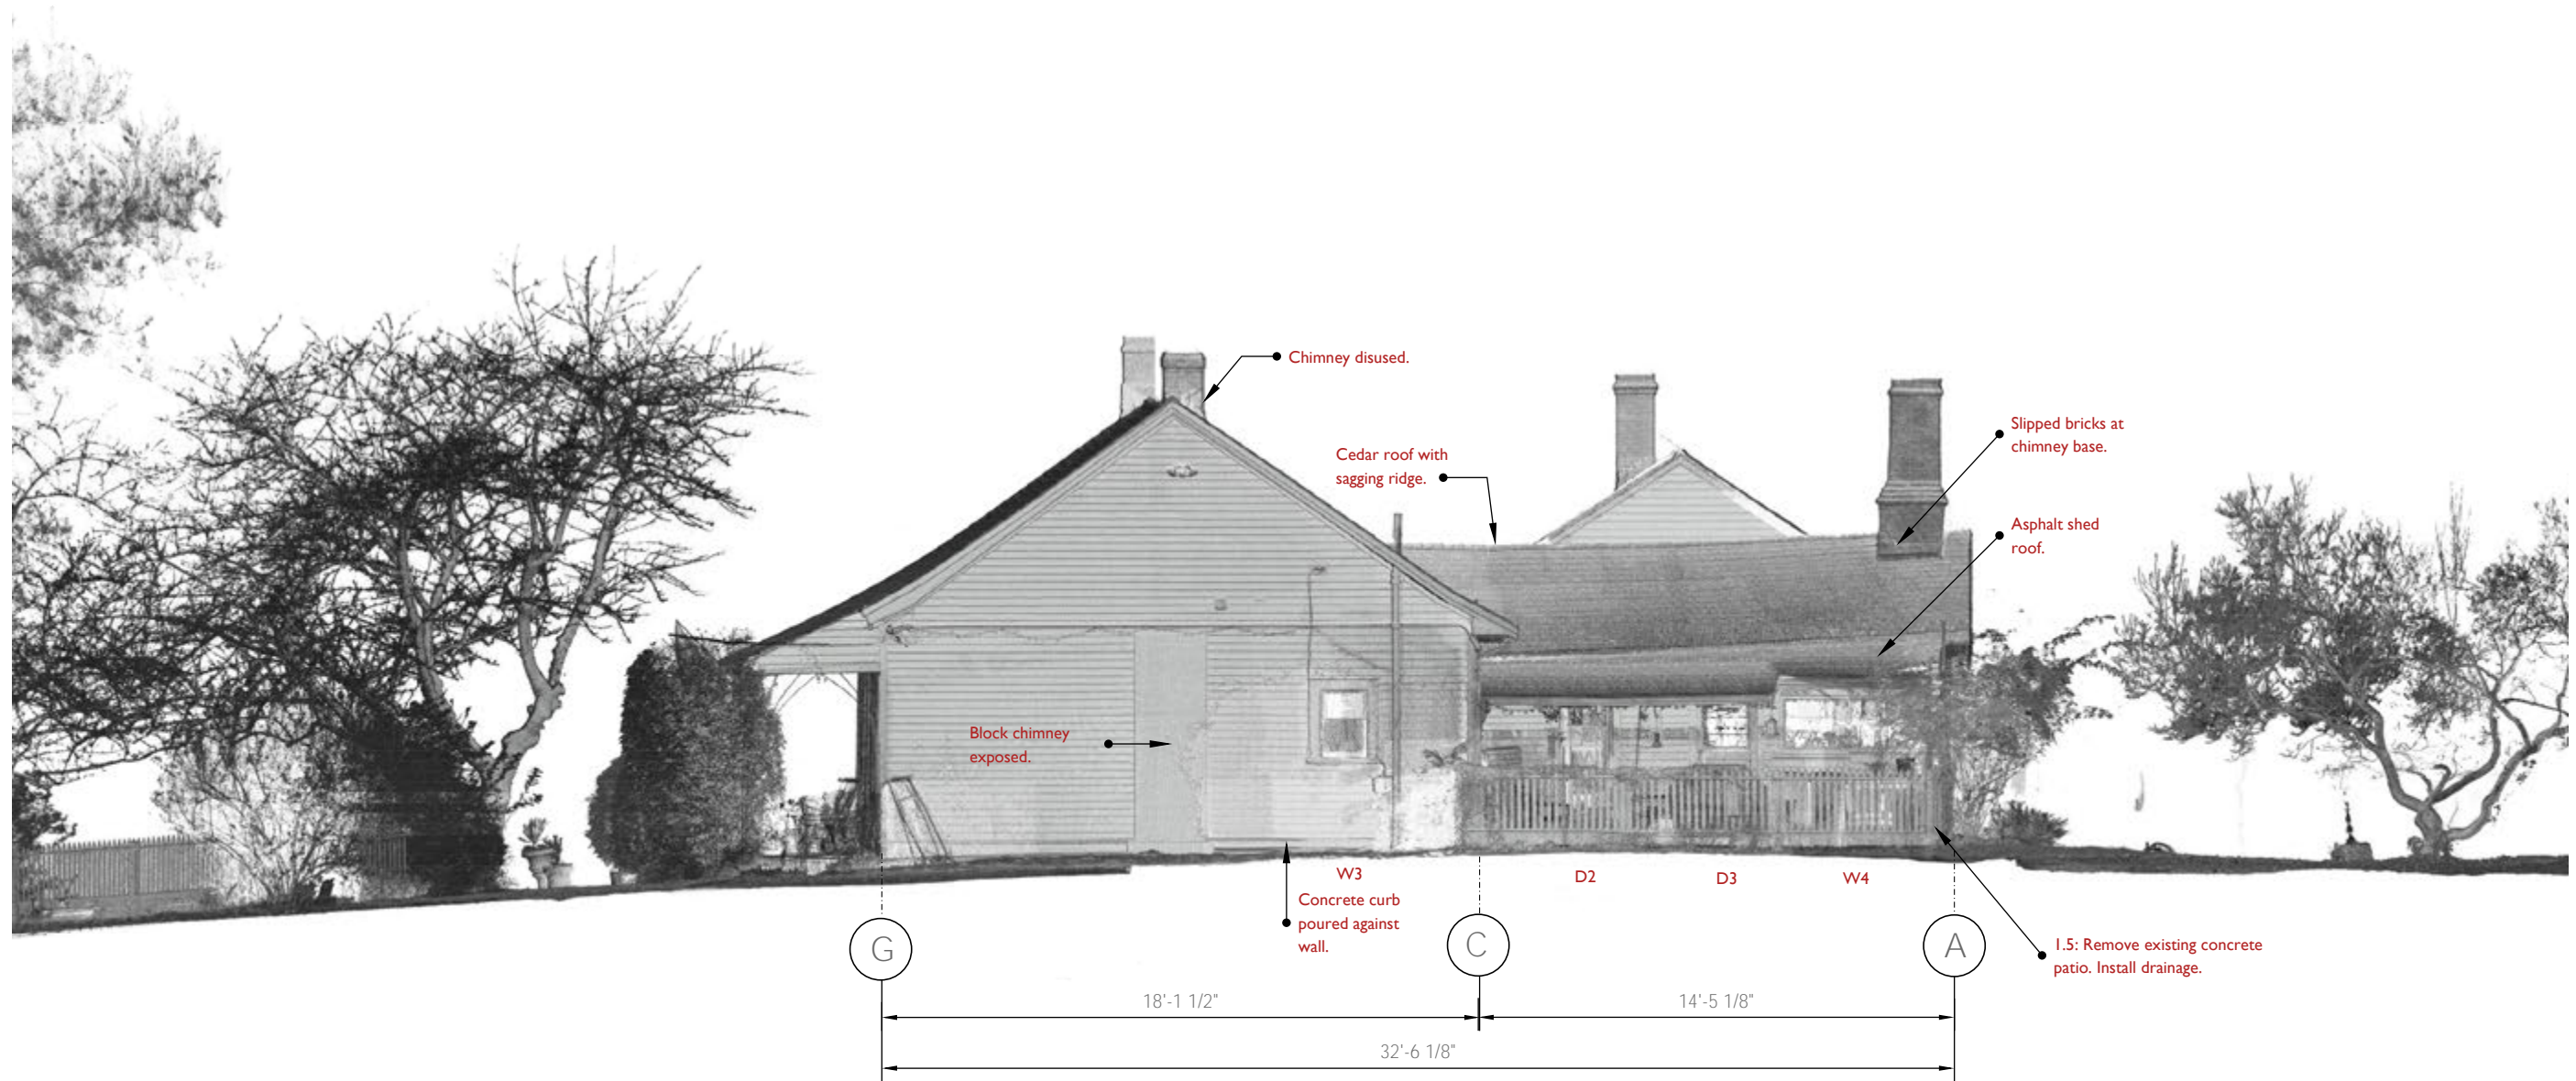 Chimney disused.
Cedar roof with
sagging ridge.
Slipped bricks at
chimney base.
Asphalt shed
roof.
Block chimney
exposed.
W3
D2
D3
W4
Concrete curb
poured against
wall.
1.5: Remove existing concrete
patio. Install drainage.
G
C
A
18'-1 1/2"
14'-5 1/8"
32'-6 1/8"